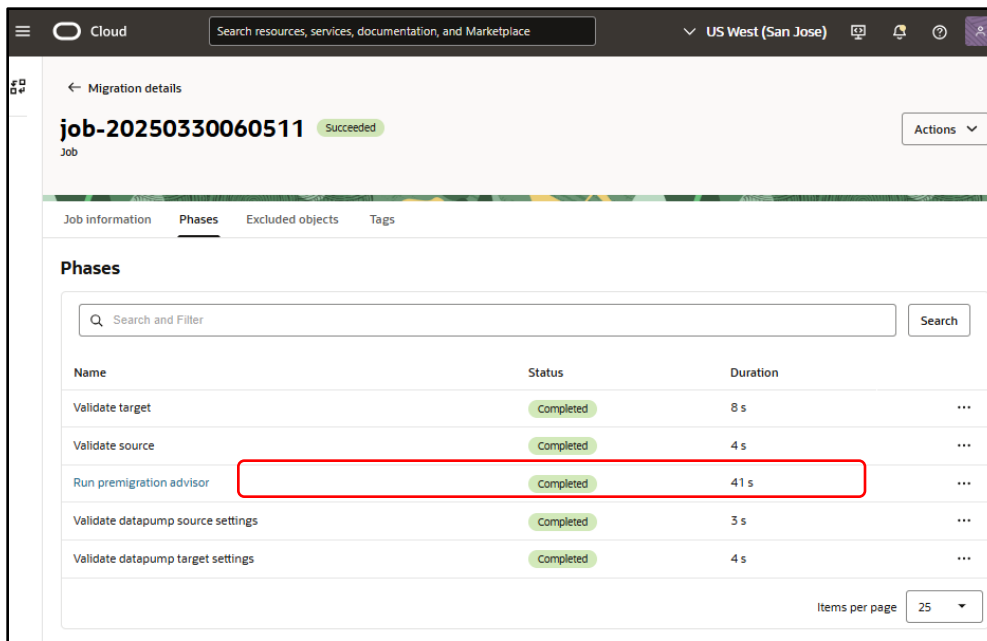 Cloud
Search resources, services, documentation, and Marketplace
US West (San Jose)
Migration details
job-20250330060511 Succeeded
Job
Actions
Job information Phases Excluded objects Tags
Phases
Search and Filter
Search
Name Status Duration
Validate target Completed 8 s
Validate source Completed 4 s
Run premigration advisor Completed 41 s
Validate datapump source settings Completed 3 s
Validate datapump target settings Completed 4 s
Items per page 25